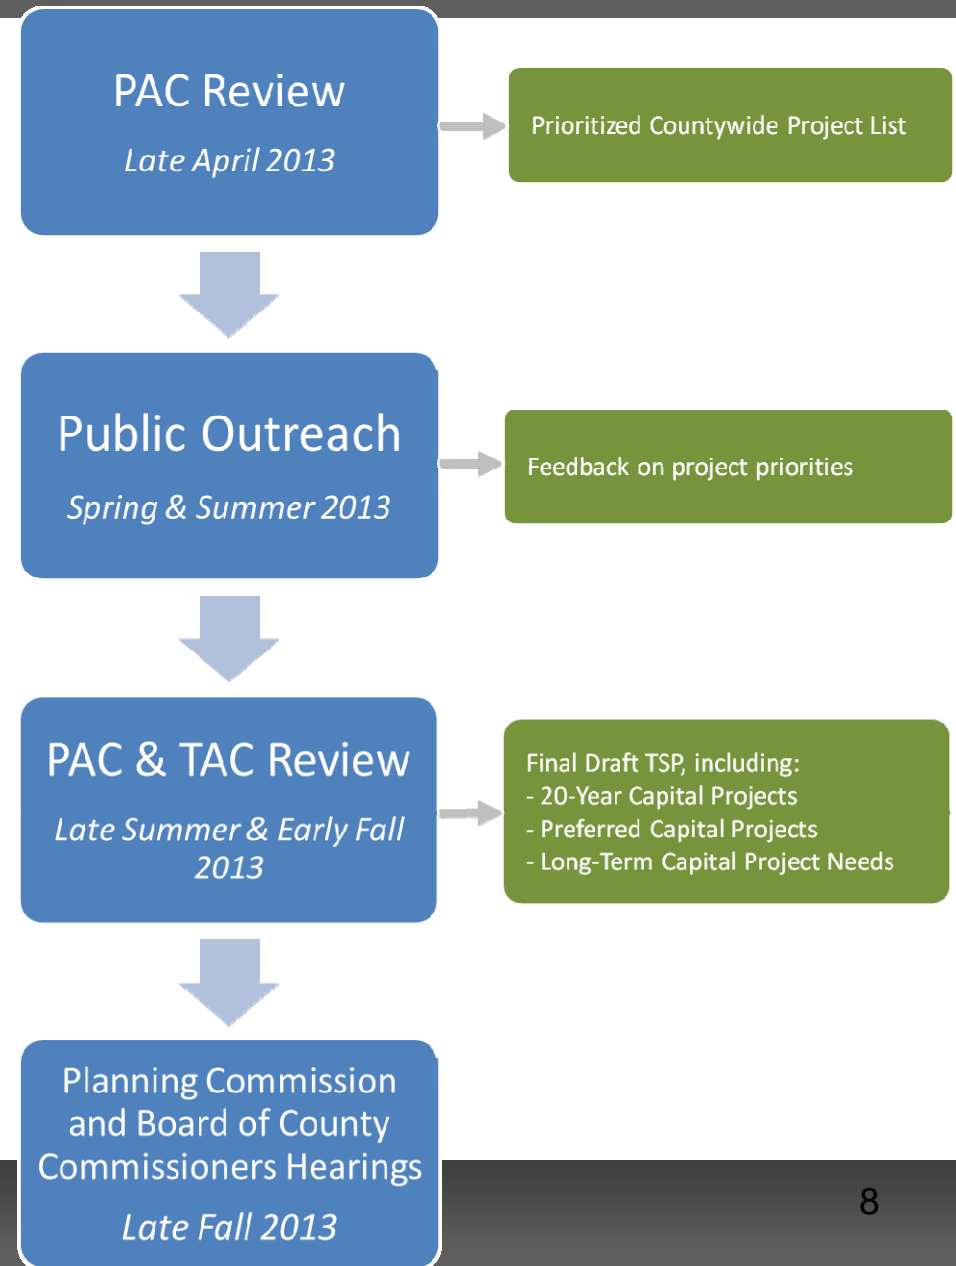 PAC Review
Late April 2013
Prioritized Countywide Project List
Public Outreach
Spring & Summer 2013
Feedback on project priorities
PAC & TAC Review
Late Summer & Early Fall
2013
Final Draft TSP, including:
- 20-Year Capital Projects
- Preferred Capital Projects
- Long-Term Capital Project Needs
Planning Commission
and Board of County
Commissioners Hearings
Late Fall 2013
8